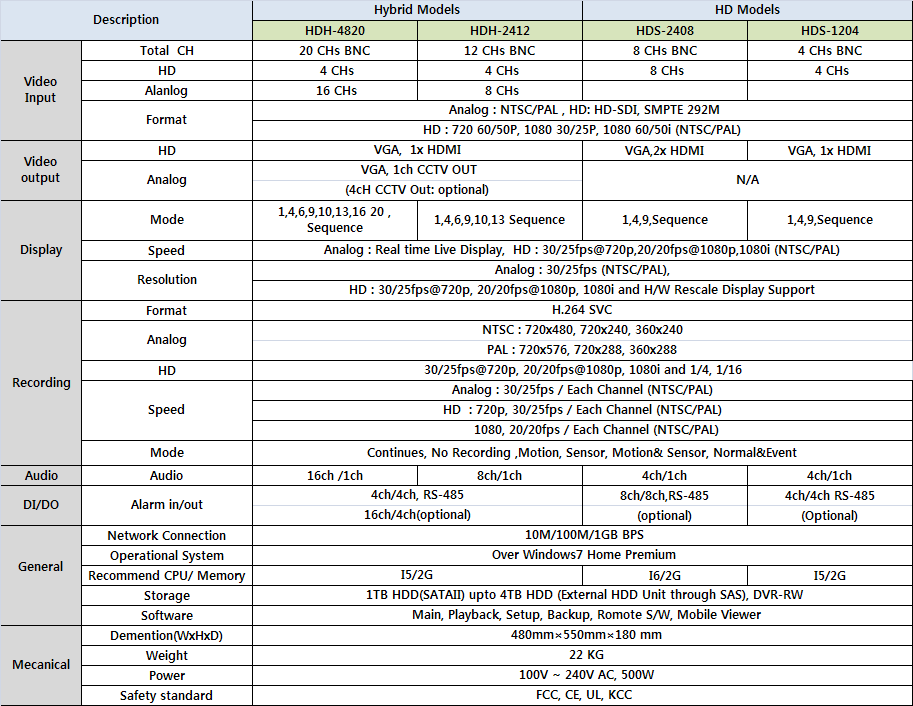 Description
Hybrid Models
HD Models
HDH-4820
HDH-2412
HDS-2408
HDS-1204
Video
Input
Total CH
20 CHs BNC
12 CHs BNC
8 CHs BNC
4 CHs BNC
HD
4 CHs
4 CHs
8 CHs
4 CHs
Alanlog
16 CHs
8 CHs
Format
Analog : NTSC/PAL , HD: HD-SDI, SMPTE 292M
HD : 720 60/50P, 1080 30/25P, 1080 60/50i (NTSC/PAL)
Video
output
HD
VGA, 1x HDMI
VGA,2x HDMI
VGA, 1x HDMI
Analog
VGA, 1ch CCTV OUT
(4cH CCTV Out: optional)
N/A
Display
Mode
1,4,6,9,10,13,16 20 ,
Sequence
1,4,6,9,10,13 Sequence
1,4,9,Sequence
1,4,9,Sequence
Speed
Analog : Real time Live Display, HD : 30/25fps@720p,20/20fps@1080p,1080i (NTSC/PAL)
Resolution
Analog : 30/25fps (NTSC/PAL),
HD : 30/25fps@720p, 20/20fps@1080p, 1080i and H/W Rescale Display Support
Recording
Format
H.264 SVC
Analog
NTSC : 720x480, 720x240, 360x240
PAL : 720x576, 720x288, 360x288
HD
30/25fps@720p, 20/20fps@1080p, 1080i and 1/4, 1/16
Speed
Analog : 30/25fps / Each Channel (NTSC/PAL)
HD : 720p, 30/25fps / Each Channel (NTSC/PAL)
1080, 20/20fps / Each Channel (NTSC/PAL)
Mode
Continues, No Recording ,Motion, Sensor, Motion& Sensor, Normal&Event
Audio
Audio
16ch /1ch
8ch/1ch
4ch/1ch
4ch/1ch
DI/DO
Alarm in/out
4ch/4ch, RS-485
16ch/4ch(optional)
8ch/8ch,RS-485
(optional)
4ch/4ch RS-485
(Optional)
General
Network Connection
10M/100M/1GB BPS
Operational System
Over Windows7 Home Premium
Recommend CPU/ Memory
I5/2G
I6/2G
I5/2G
Storage
1TB HDD(SATAII) upto 4TB HDD (External HDD Unit through SAS), DVR-RW
Software
Main, Playback, Setup, Backup, Romote S/W, Mobile Viewer
Mecanical
Demention(WxHxD)
480mm×550mm×180 mm
Weight
22 KG
Power
100V ~ 240V AC, 500W
Safety standard
FCC, CE, UL, KCC